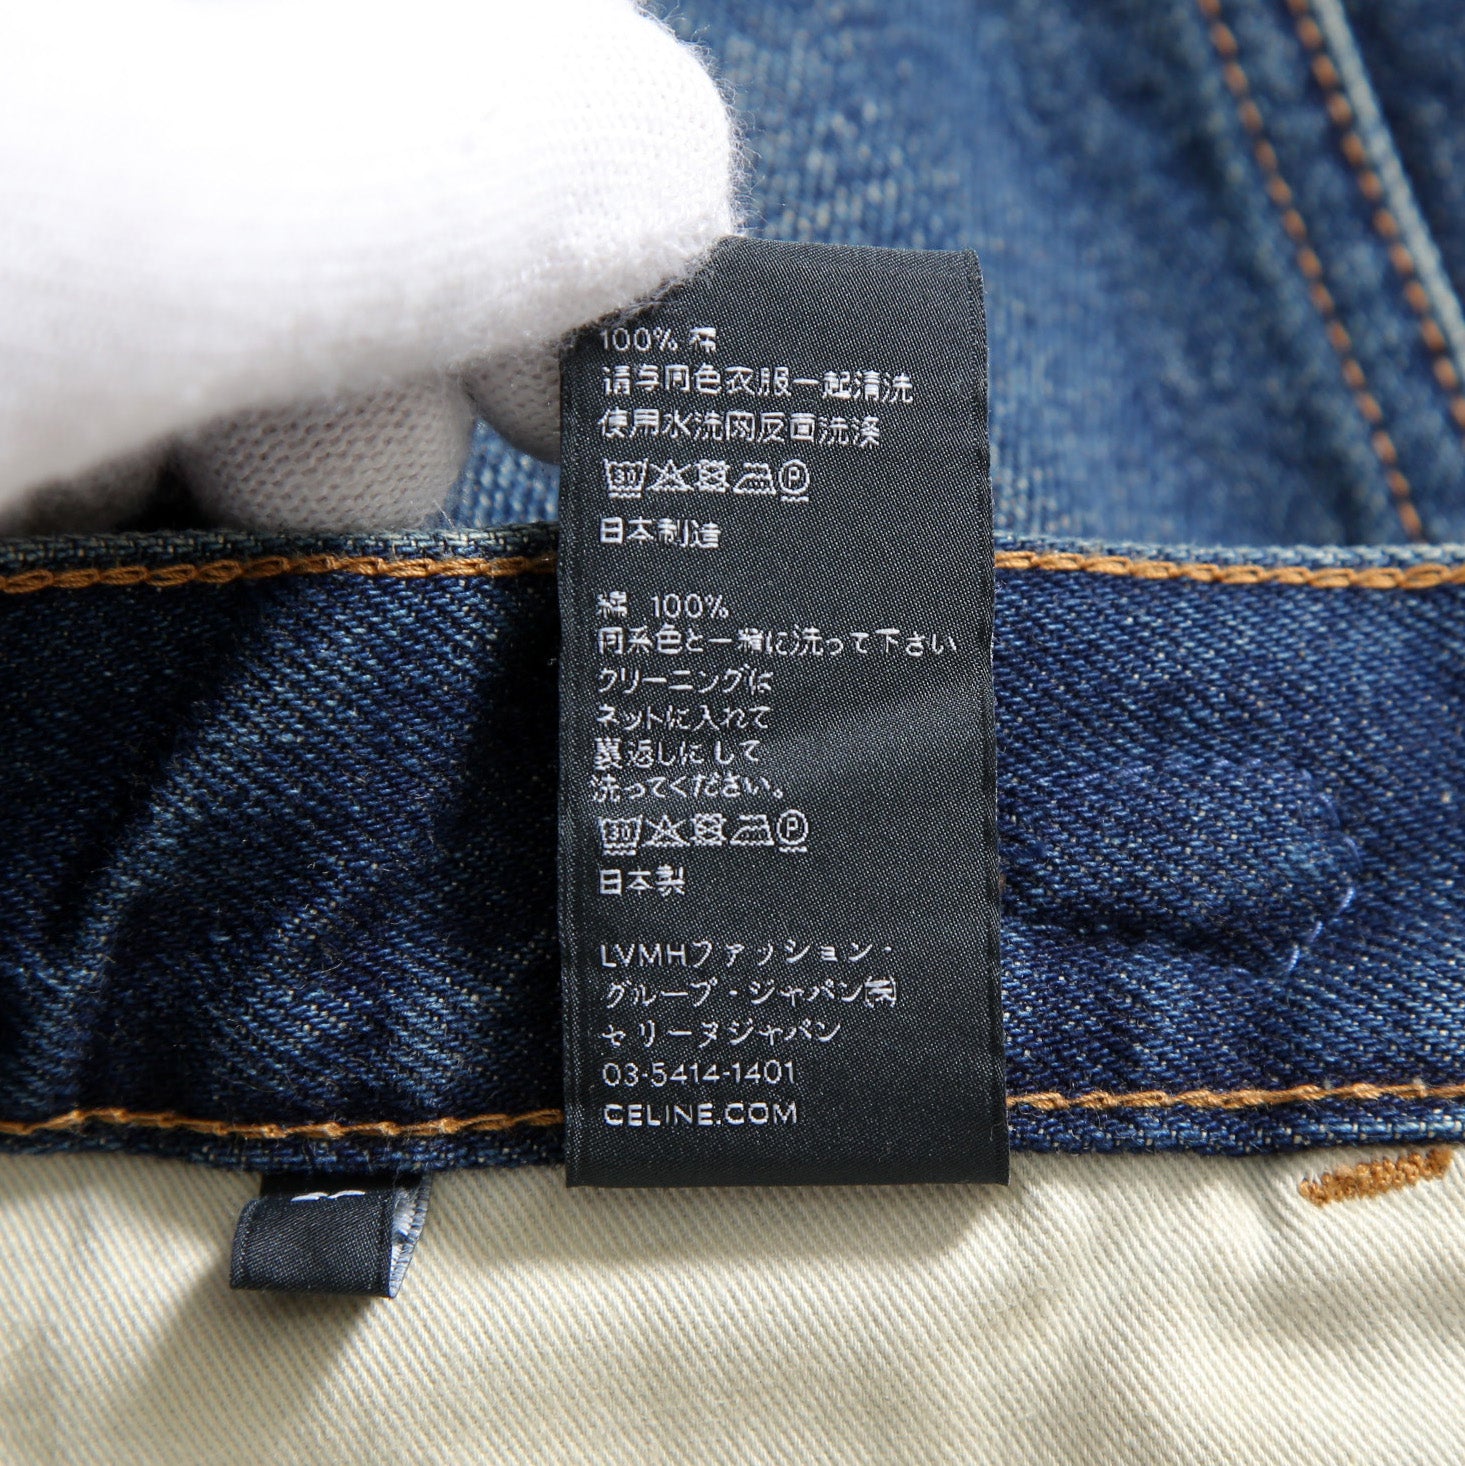 100% 棉
请与同色衣服一起清洗
使用水洗网反面洗涤
30 P
日本制造
綿 100%
同系色と一緒に洗って下さい
クリーニングは
ネットに入れて
裏返しにして
洗ってください。
30 P
日本製
LVMHファッション・
グループ・ジャパン(株)
セリーヌジャパン
03-5414-1401
CELINE.COM